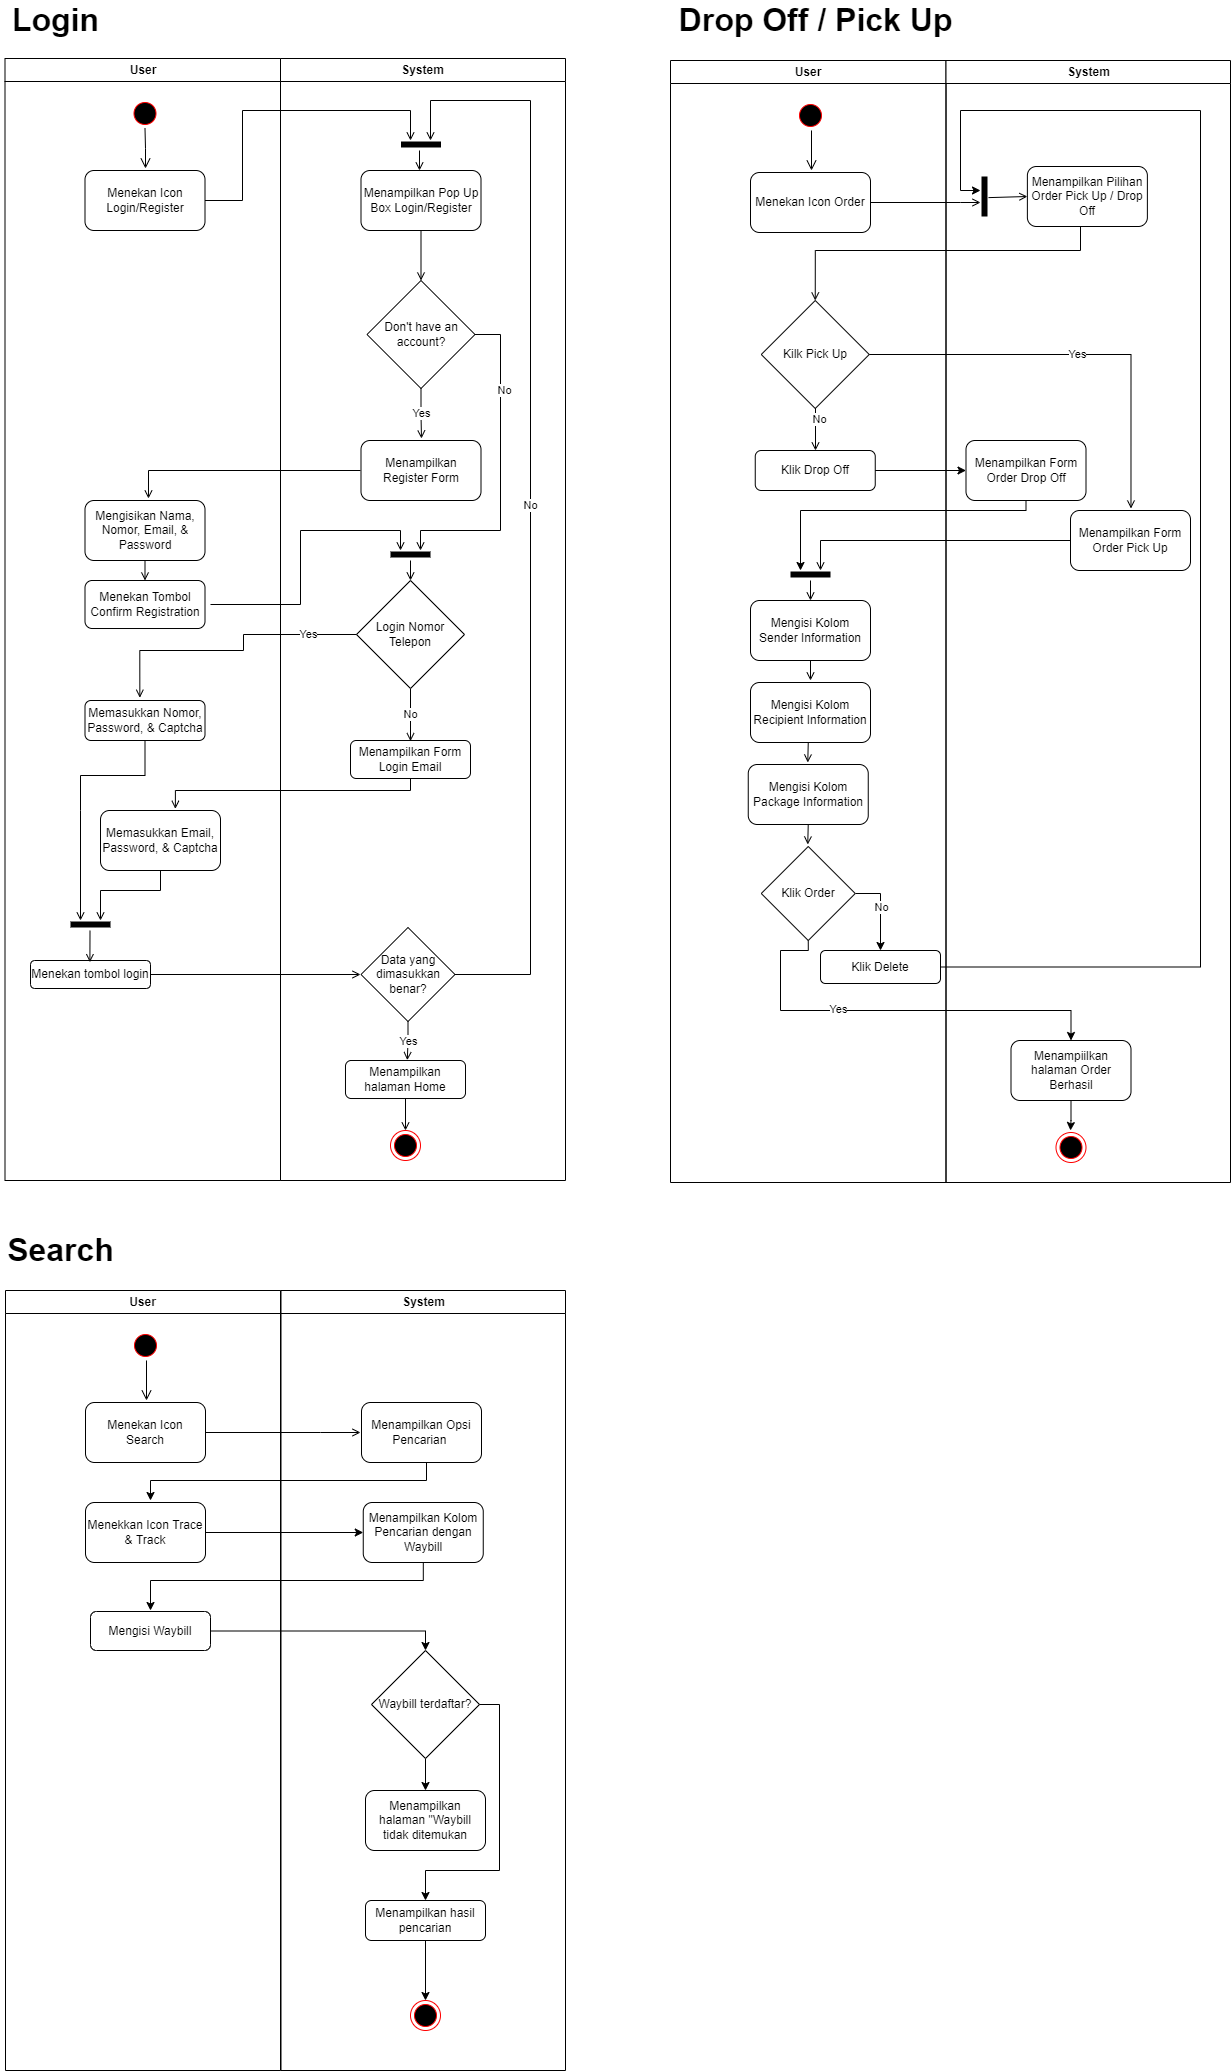 Login
User
System
Menekan Icon
Login/Register
Menampilkan Pop Up
Box Login/Register
Don't have an
account?
No
Yes
Menampilkan
Register Form
No
Mengisikan Nama,
Nomor, Email, &
Password
Menekan Tombol
Confirm Registration
Login Nomor
Telepon
Yes
Memasukkan Nomor,
Password, & Captcha
No
Menampilkan Form
Login Email
Memasukkan Email,
Password, & Captcha
Menekan tombol login
Data yang
dimasukkan
benar?
Yes
Menampilkan
halaman Home
Drop Off / Pick Up
User
System
Menekan Icon Order
Menampilkan Pilihan
Order Pick Up / Drop
Off
Kilk Pick Up
Yes
No
Klik Drop Off
Menampilkan Form
Order Drop Off
Menampilkan Form
Order Pick Up
Mengisi Kolom
Sender Information
Mengisi Kolom
Recipient Information
Mengisi Kolom
Package Information
Klik Order
No
Klik Delete
Yes
Menampiilkan
halaman Order
Berhasil
Search
User
System
Menekan Icon
Search
Menampilkan Opsi
Pencarian
Menekkan Icon Trace
& Track
Menampilkan Kolom
Pencarian dengan
Waybill
Mengisi Waybill
Waybill terdaftar?
Menampilkan
halaman "Waybill
tidak ditemukan
Menampilkan hasil
pencarian